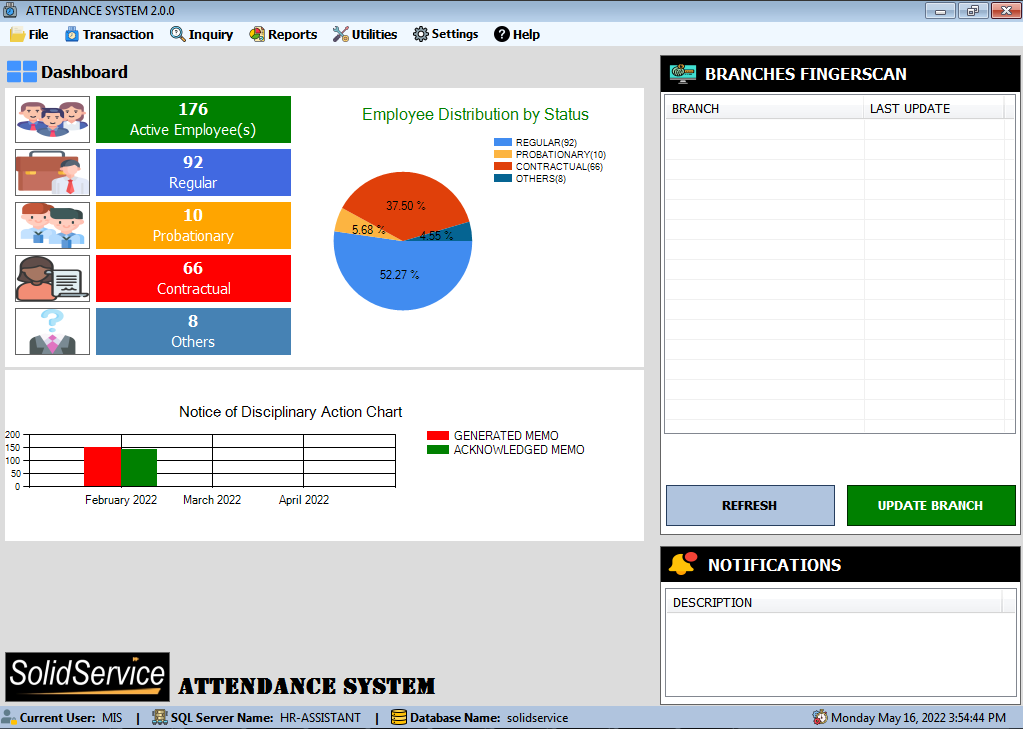 ATTENDANCE SYSTEM 2.0.0
File Transaction Inquiry Reports Utilities Settings Help
Dashboard
176
Active Employee(s)
92
Regular
10
Probationary
66
Contractual
8
Others
Employee Distribution by Status
REGULAR(92)
PROBATIONARY(10)
CONTRACTUAL(66)
OTHERS(8)
37.50 %
5.68 %
4.55 %
52.27 %
Notice of Disciplinary Action Chart
200
150
100
50
0
February 2022 March 2022 April 2022
GENERATED MEMO
ACKNOWLEDGED MEMO
BRANCHES FINGERSCAN
BRANCH LAST UPDATE
REFRESH UPDATE BRANCH
NOTIFICATIONS
DESCRIPTION
SolidService ATTENDANCE SYSTEM
Current User: MIS | SQL Server Name: HR-ASSISTANT | Database Name: solidservice Monday May 16, 2022 3:54:44 PM